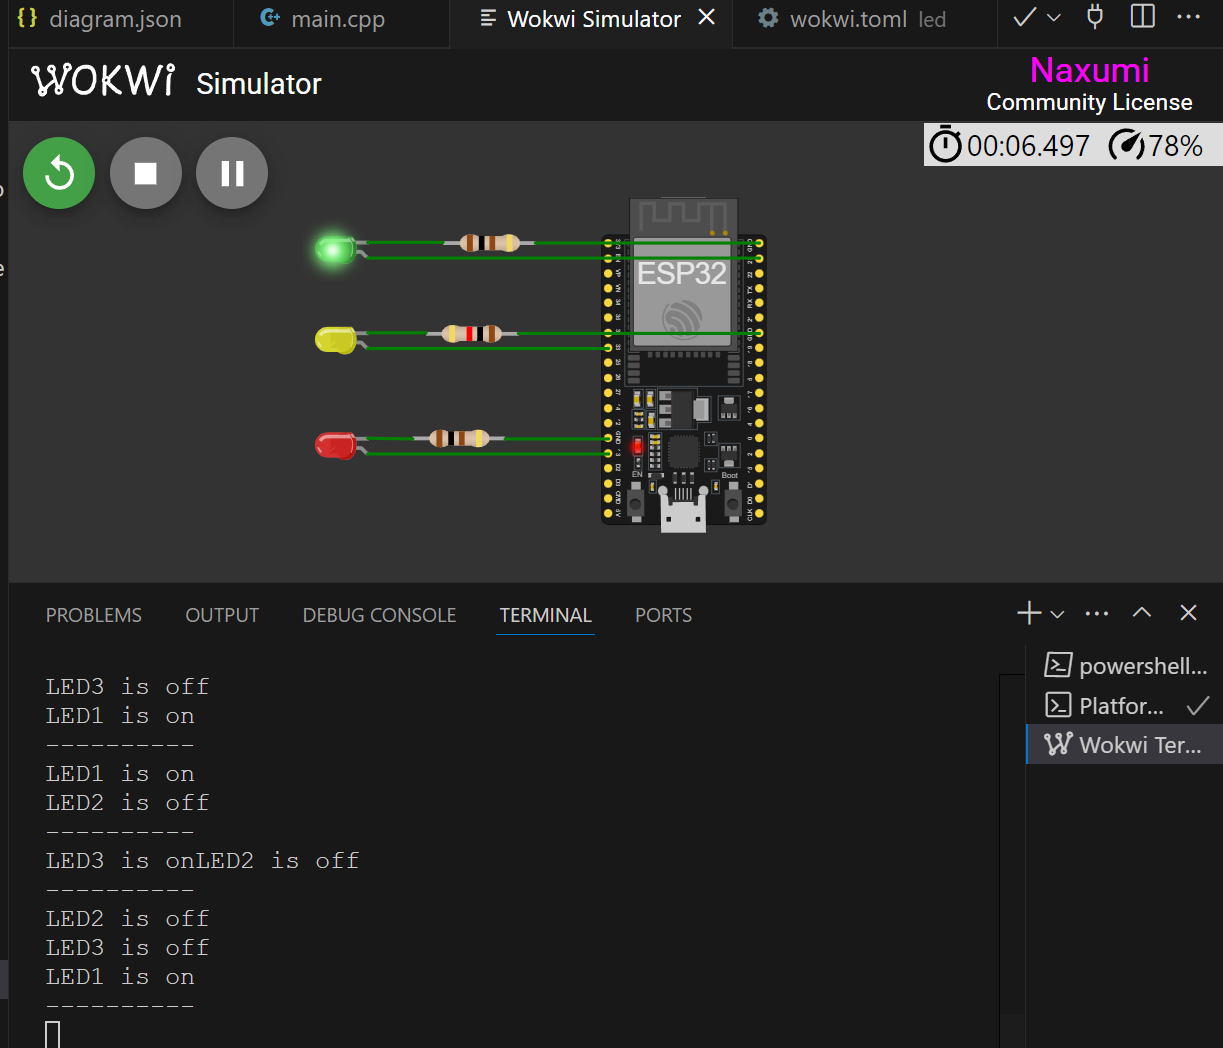 {} diagram.json
main.cpp
Wokwi Simulator
wokwi.toml led
WOKWi Simulator
Naxumi
Community License
00:06.497 78%
ESP32
EN
Boot
PROBLEMS OUTPUT DEBUG CONSOLE TERMINAL PORTS
LED3 is off
LED1 is on
----------
LED1 is on
LED2 is off
----------
LED3 is onLED2 is off
----------
LED2 is off
LED3 is off
LED1 is on
----------
powershell...
Platfor...
Wokwi Ter...